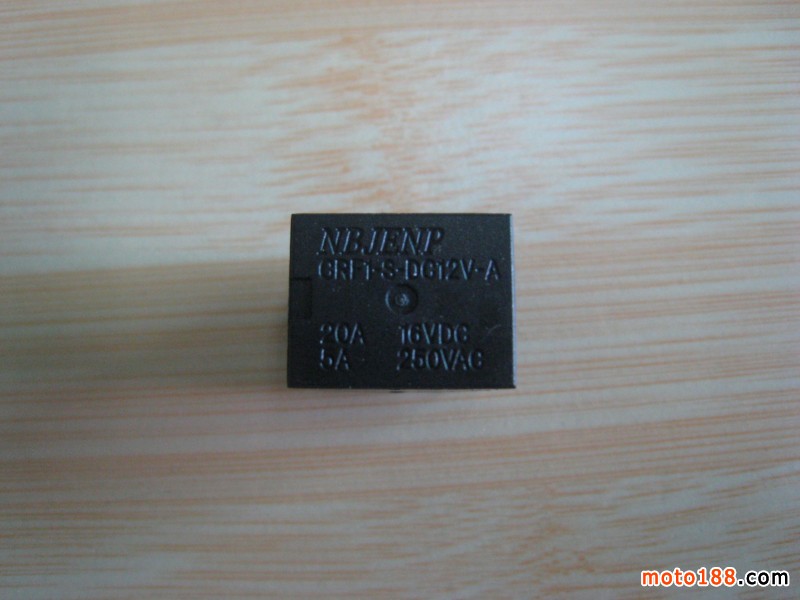 NBJENP
CRF1-S-DC12V-A
20A 16VDC
5A 250VAC
moto188.com